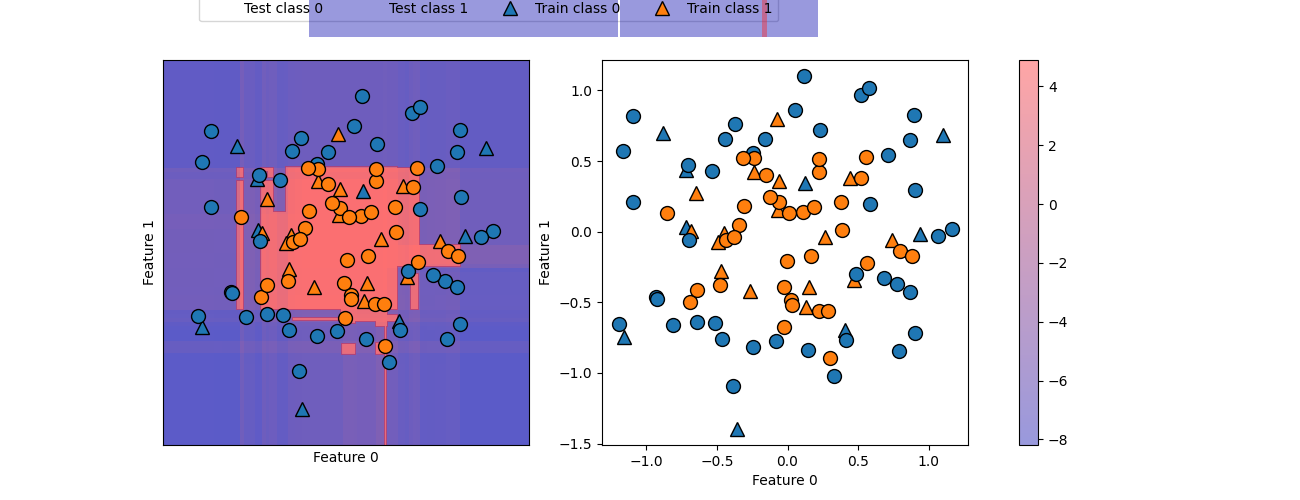 Test class 0 Test class 1 Train class 0 Train class 1
Feature 1
Feature 0
Feature 1
1.0
0.5
0.0
−0.5
−1.0
−1.5
−1.0 −0.5 0.0 0.5 1.0
Feature 0
4
2
0
−2
−4
−6
−8